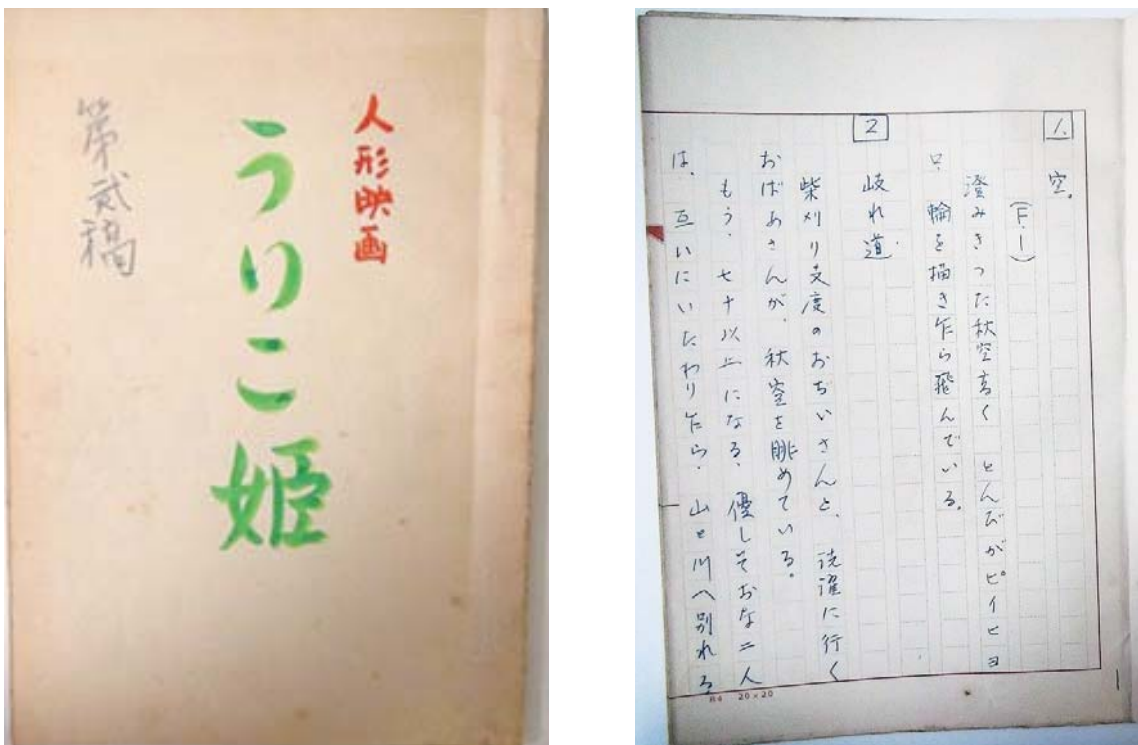 人形映画
うりこ姫
第弐稿
1. 空。
(F・I)
澄みきった秋空高く とんびがピイヒヨ
ロ、輪を描き乍ら飛んでいる。
2
岐れ道
柴刈り支度のおぢいさんと、洗濯に行く
おばあさんが、秋空を眺めている。
もう、七十以上になる、優しそおな二人
は、互いにいたわり乍ら、山と川へ別れる
B4 20×20
1